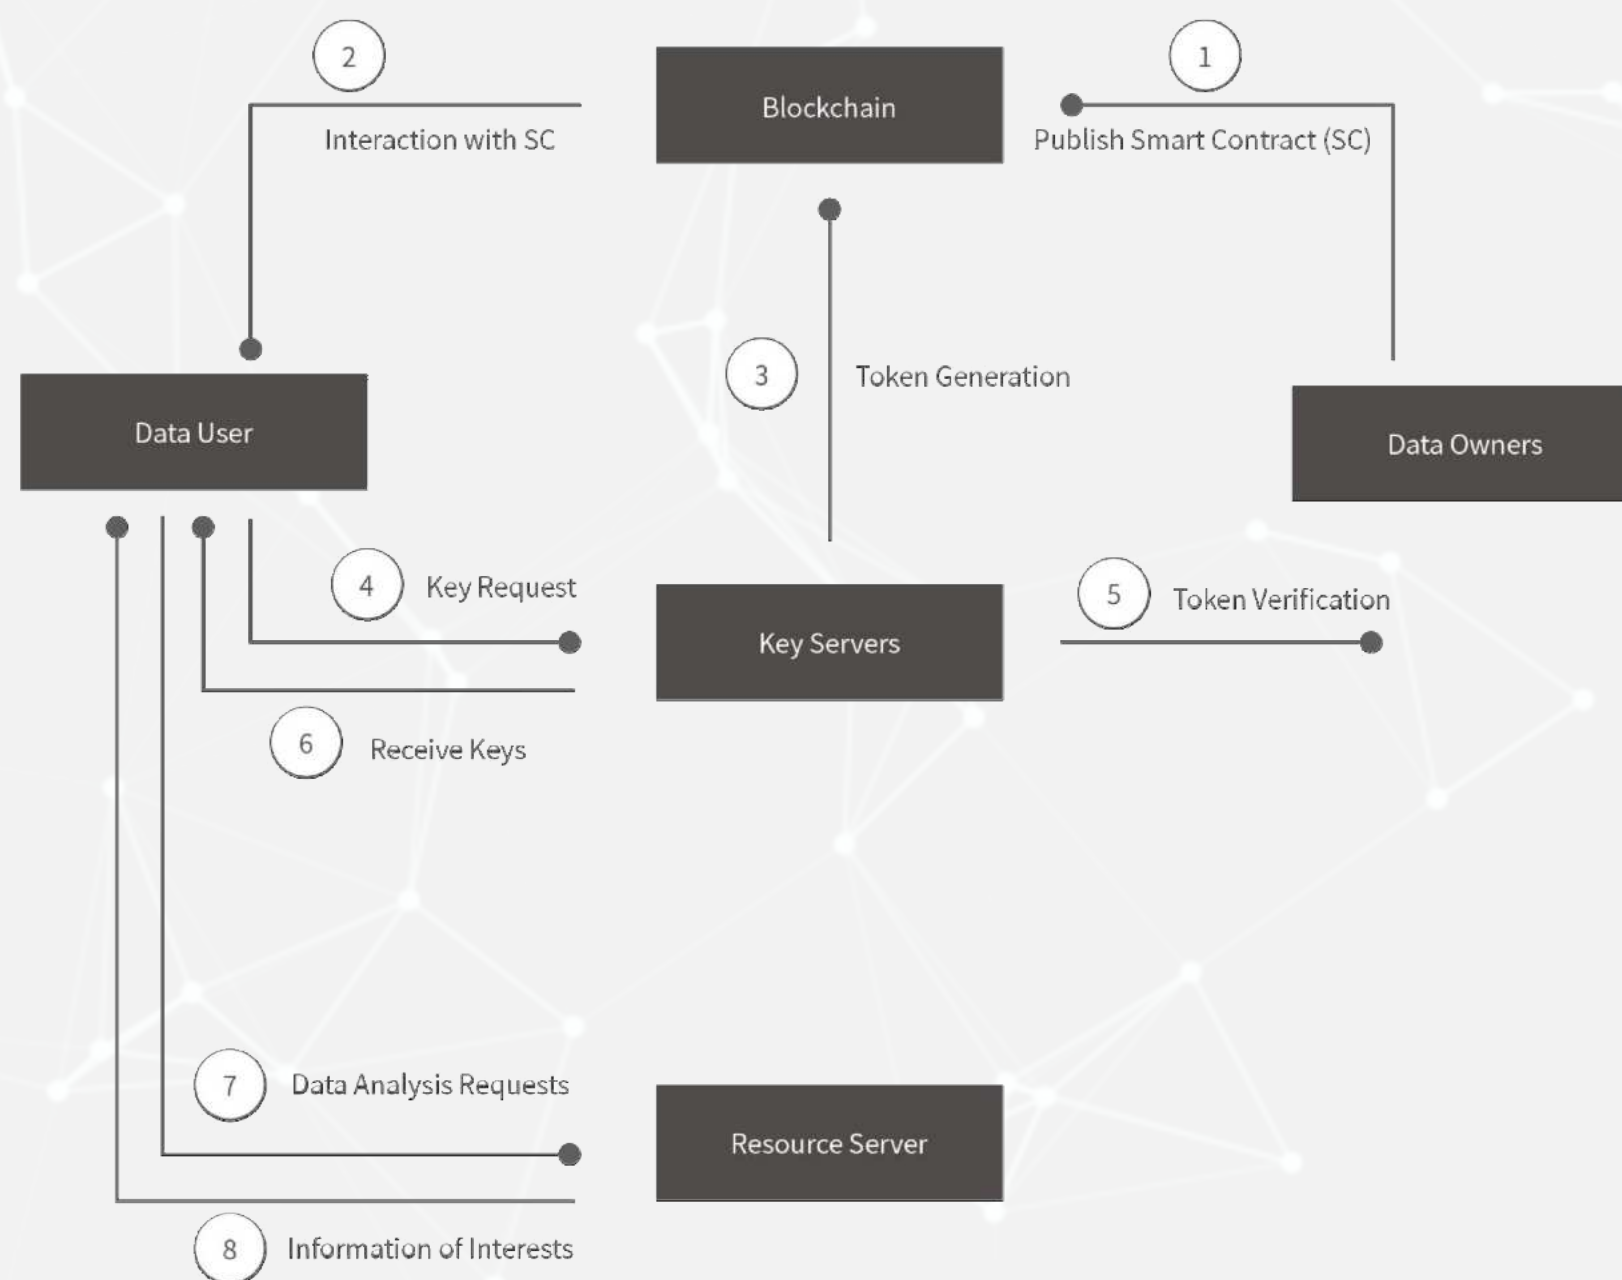 2
Blockchain
1
Interaction with SC
Publish Smart Contract (SC)
3
Token Generation
Data User
Data Owners
4
Key Request
5
Token Verification
Key Servers
6
Receive Keys
7
Data Analysis Requests
Resource Server
8
Information of Interests